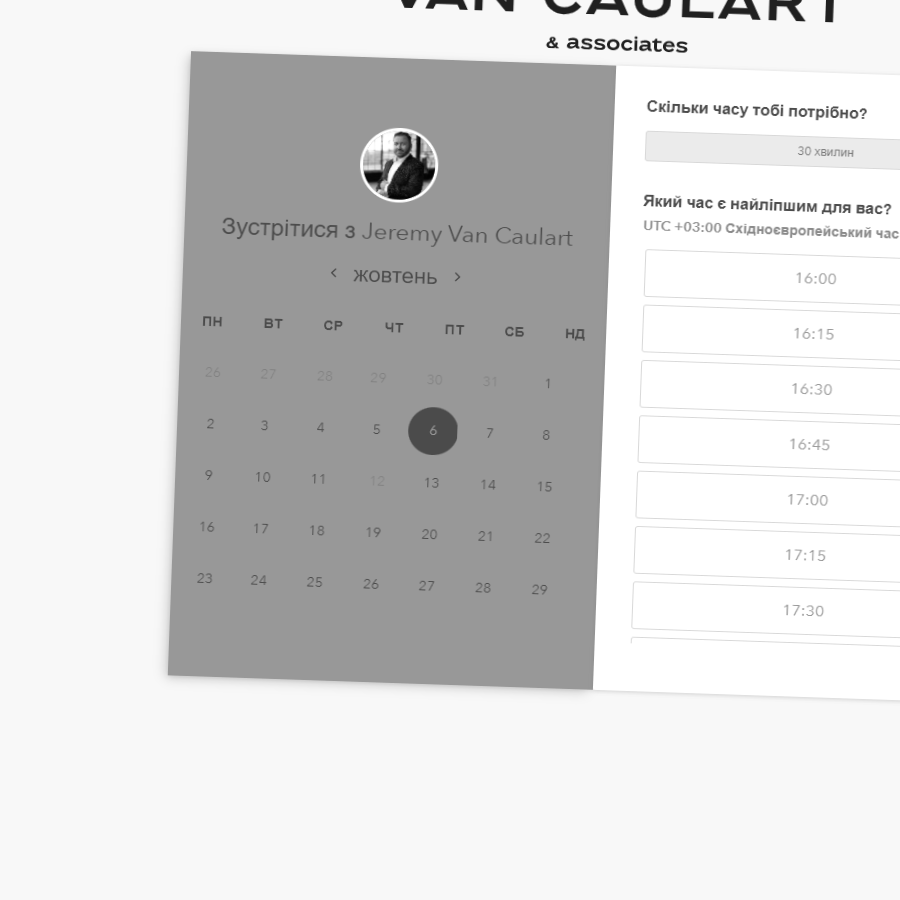 VAN CAULART
& associates
Зустрітися з Jeremy Van Caulart
жовтень
ПН ВТ СР ЧТ ПТ СБ НД
26 27 28 29 30 31 1
2 3 4 5 6 7 8
9 10 11 12 13 14 15
16 17 18 19 20 21 22
23 24 25 26 27 28 29
Скільки часу тобі потрібно?
30 хвилин
Який час є найліпшим для вас?
UTC +03:00 Східноєвропейський час
16:00
16:15
16:30
16:45
17:00
17:15
17:30